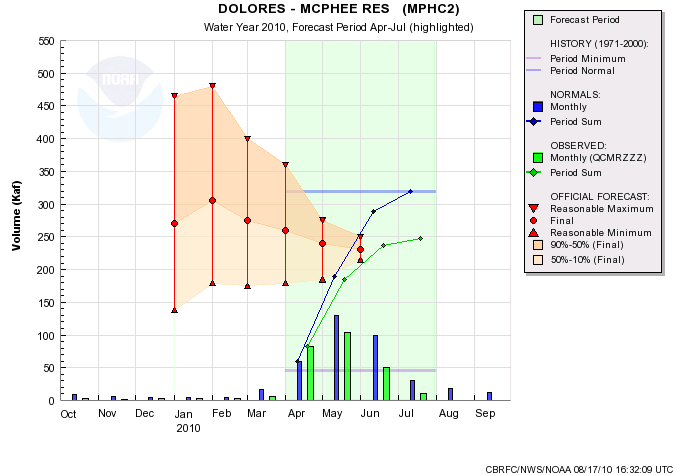 DOLORES - MCPHEE RES (MPHC2)
Water Year 2010, Forecast Period Apr-Jul (highlighted)
Volume (Kaf)
550
500
450
400
350
300
250
200
150
100
50
0
NOAA
Oct Nov Dec Jan Feb Mar Apr May Jun Jul Aug Sep
2010
Forecast Period
HISTORY (1971-2000):
Period Minimum
Period Normal
NORMALS:
Monthly
Period Sum
OBSERVED:
Monthly (QCMRZZZ)
Period Sum
OFFICIAL FORECAST:
Reasonable Maximum
Final
Reasonable Minimum
90%-50% (Final)
50%-10% (Final)
CBRFC/NWS/NOAA 08/17/10 16:32:09 UTC